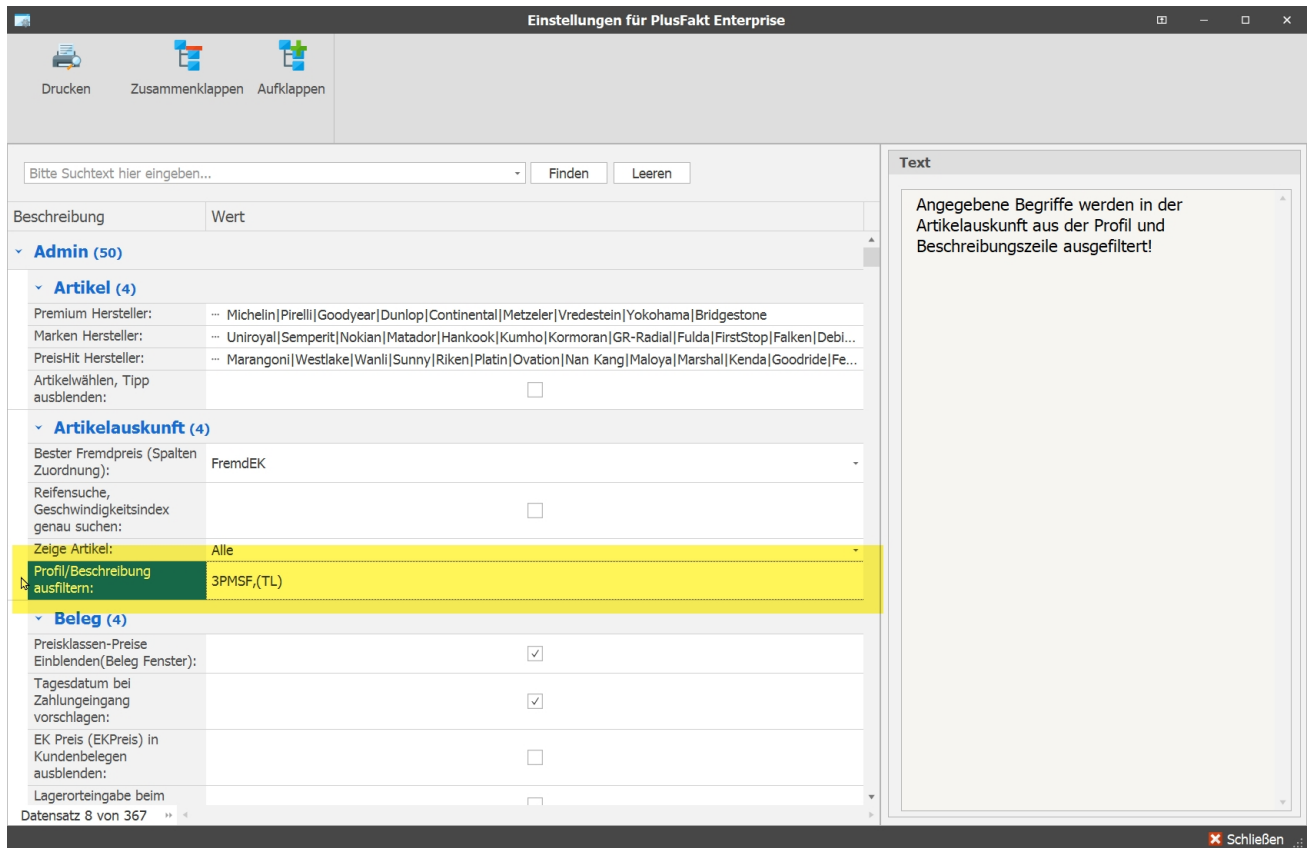 Einstellungen für PlusFakt Enterprise
Drucken
Zusammenklappen
Aufklappen
Bitte Suchtext hier eingeben...
Finden
Leeren
Text
Angegebene Begriffe werden in der
Artikelauskunft aus der Profil und
Beschreibungszeile ausgefiltert!
Beschreibung
Wert
Admin (50)
Artikel (4)
Premium Hersteller:
··· Michelin|Pirelli|Goodyear|Dunlop|Continental|Metzeler|Vredestein|Yokohama|Bridgestone
Marken Hersteller:
··· Uniroyal|Semperit|Nokian|Matador|Hankook|Kumho|Kormoran|GR-Radial|Fulda|FirstStop|Falken|Debi...
PreisHit Hersteller:
··· Marangoni|Westlake|Wanli|Sunny|Riken|Platin|Ovation|Nan Kang|Maloya|Marshal|Kenda|Goodride|Fe...
Artikelwählen, Tipp
ausblenden:
Artikelauskunft (4)
Bester Fremdpreis (Spalten
Zuordnung):
FremdEK
Reifensuche,
Geschwindigkeitsindex
genau suchen:
Zeige Artikel:
Alle
Profil/Beschreibung
ausfiltern:
3PMSF,(TL)
Beleg (4)
Preisklassen-Preise
Einblenden(Beleg Fenster):
Tagesdatum bei
Zahlungeingang
vorschlagen:
EK Preis (EKPreis) in
Kundenbelegen
ausblenden:
Lagerorteingabe beim
Datensatz 8 von 367
Schließen